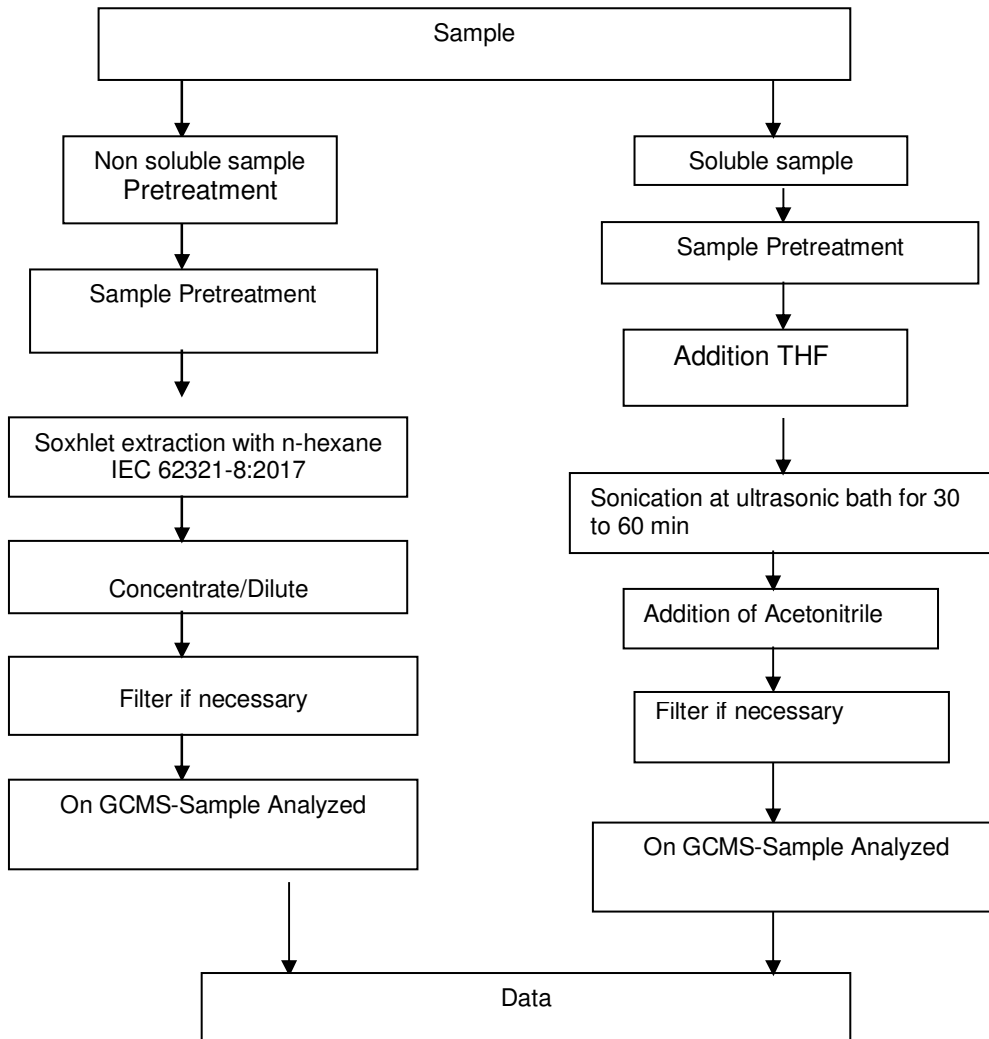 Sample
Non soluble sample
Pretreatment
Sample Pretreatment
Soxhlet extraction with n-hexane
IEC 62321-8:2017
Concentrate/Dilute
Filter if necessary
On GCMS-Sample Analyzed
Soluble sample
Sample Pretreatment
Addition THF
Sonication at ultrasonic bath for 30
to 60 min
Addition of Acetonitrile
Filter if necessary
On GCMS-Sample Analyzed
Data